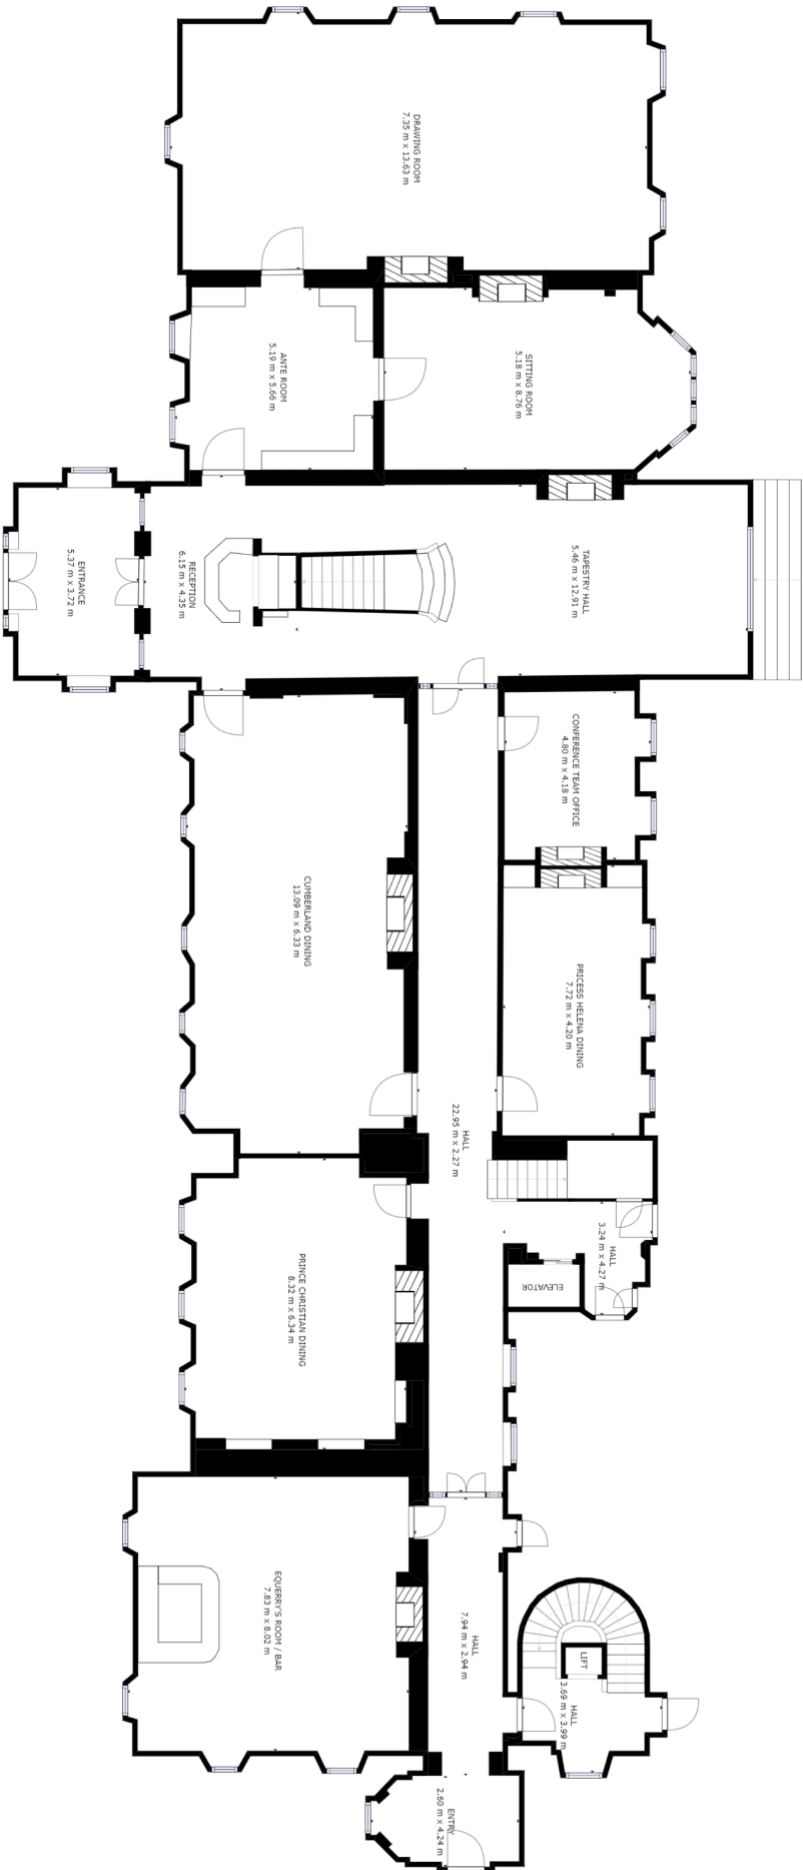 DRAWING ROOM
7.35 m x 13.63 m
ANTE ROOM
5.19 m x 5.66 m
SITTING ROOM
5.18 m x 8.76 m
ENTRANCE
5.37 m x 3.72 m
RECEPTION
6.15 m x 4.35 m
TAPESTRY HALL
5.46 m x 12.91 m
CONFERENCE TEAM OFFICE
4.80 m x 4.18 m
CUMBERLAND DINING
13.09 m x 6.33 m
PRICESS HELENA DINING
7.72 m x 4.20 m
HALL
22.95 m x 2.27 m
HALL
3.24 m x 4.27 m
ELEVATOR
PRINCE CHRISTIAN DINING
8.32 m x 6.34 m
EQUERRY'S ROOM / BAR
7.83 m x 8.02 m
HALL
7.94 m x 2.94 m
LIFT
HALL
3.69 m x 3.99 m
ENTRY
2.60 m x 4.24 m